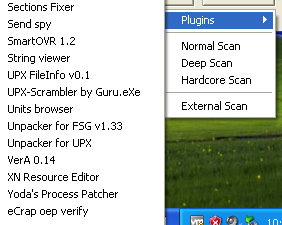 Sections Fixer
Send spy
SmartOVR 1.2
String viewer
UPX FileInfo v0.1
UPX-Scrambler by Guru.eXe
Units browser
Unpacker for FSG v1.33
Unpacker for UPX
VerA 0.14
XN Resource Editor
Yoda's Process Patcher
eCrap oep verify
Plugins
Normal Scan
Deep Scan
Hardcore Scan
External Scan